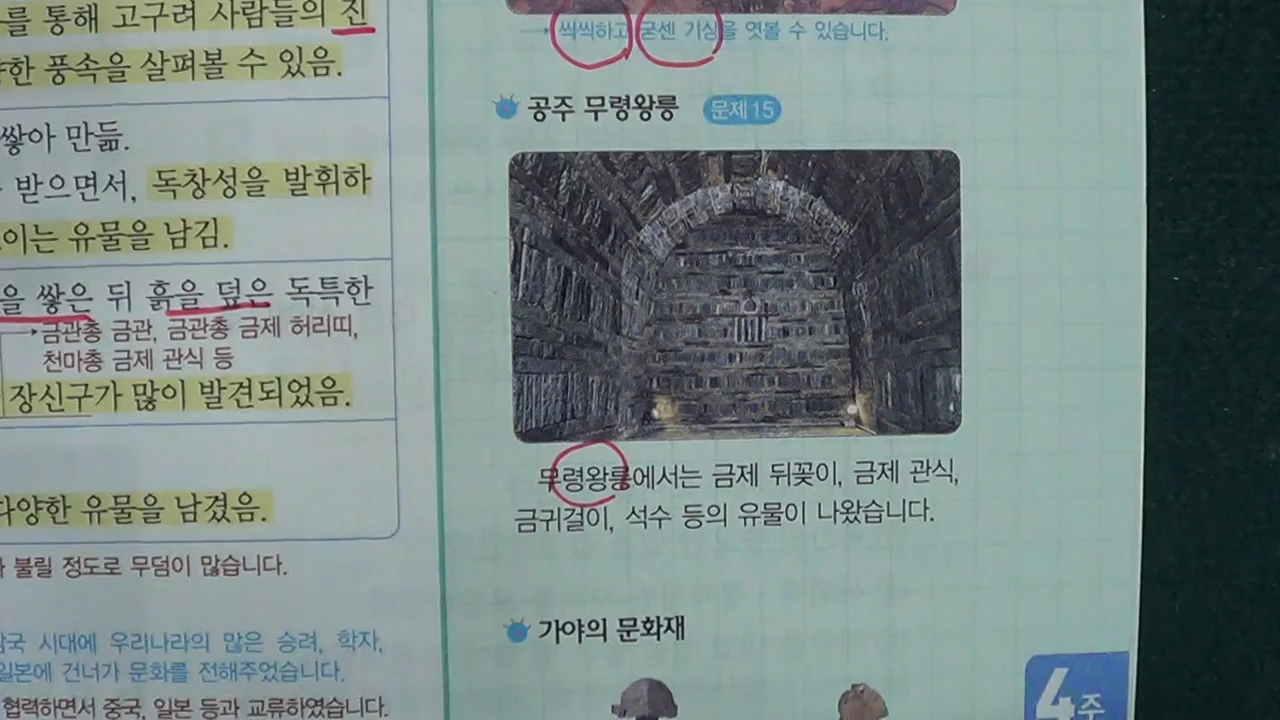 를 통해 고구려 사람들의 진
한 풍속을 살펴볼 수 있음.
쌓아 만듦.
받으면서, 독창성을 발휘하
이는 유물을 남김.
을 쌓은 뒤 흙을 덮은 독특한
금관총 금관, 금관총 금제 허리띠,
천마총 금제 관식 등
장신구가 많이 발견되었음.
다양한 유물을 남겼음.
불릴 정도로 무덤이 많습니다.
국 시대에 우리나라의 많은 승려, 학자,
일본에 건너가 문화를 전해주었습니다.
협력하면서 중국, 일본 등과 교류하였습니다.
씩씩하고 굳센 기상을 엿볼 수 있습니다.
공주 무령왕릉 문제 15
무령왕릉에서는 금제 뒤꽂이, 금제 관식,
금귀걸이, 석수 등의 유물이 나왔습니다.
가야의 문화재
4주